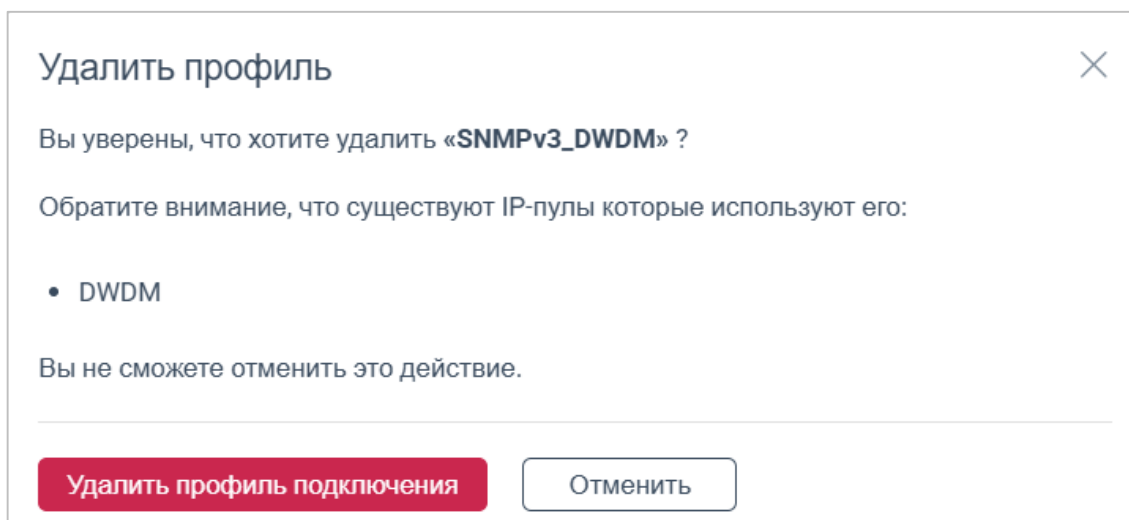 Удалить профиль
Вы уверены, что хотите удалить «SNMPv3_DWDM» ?
Обратите внимание, что существуют IP-пулы которые используют его:
• DWDM
Вы не сможете отменить это действие.
Удалить профиль подключения
Отменить